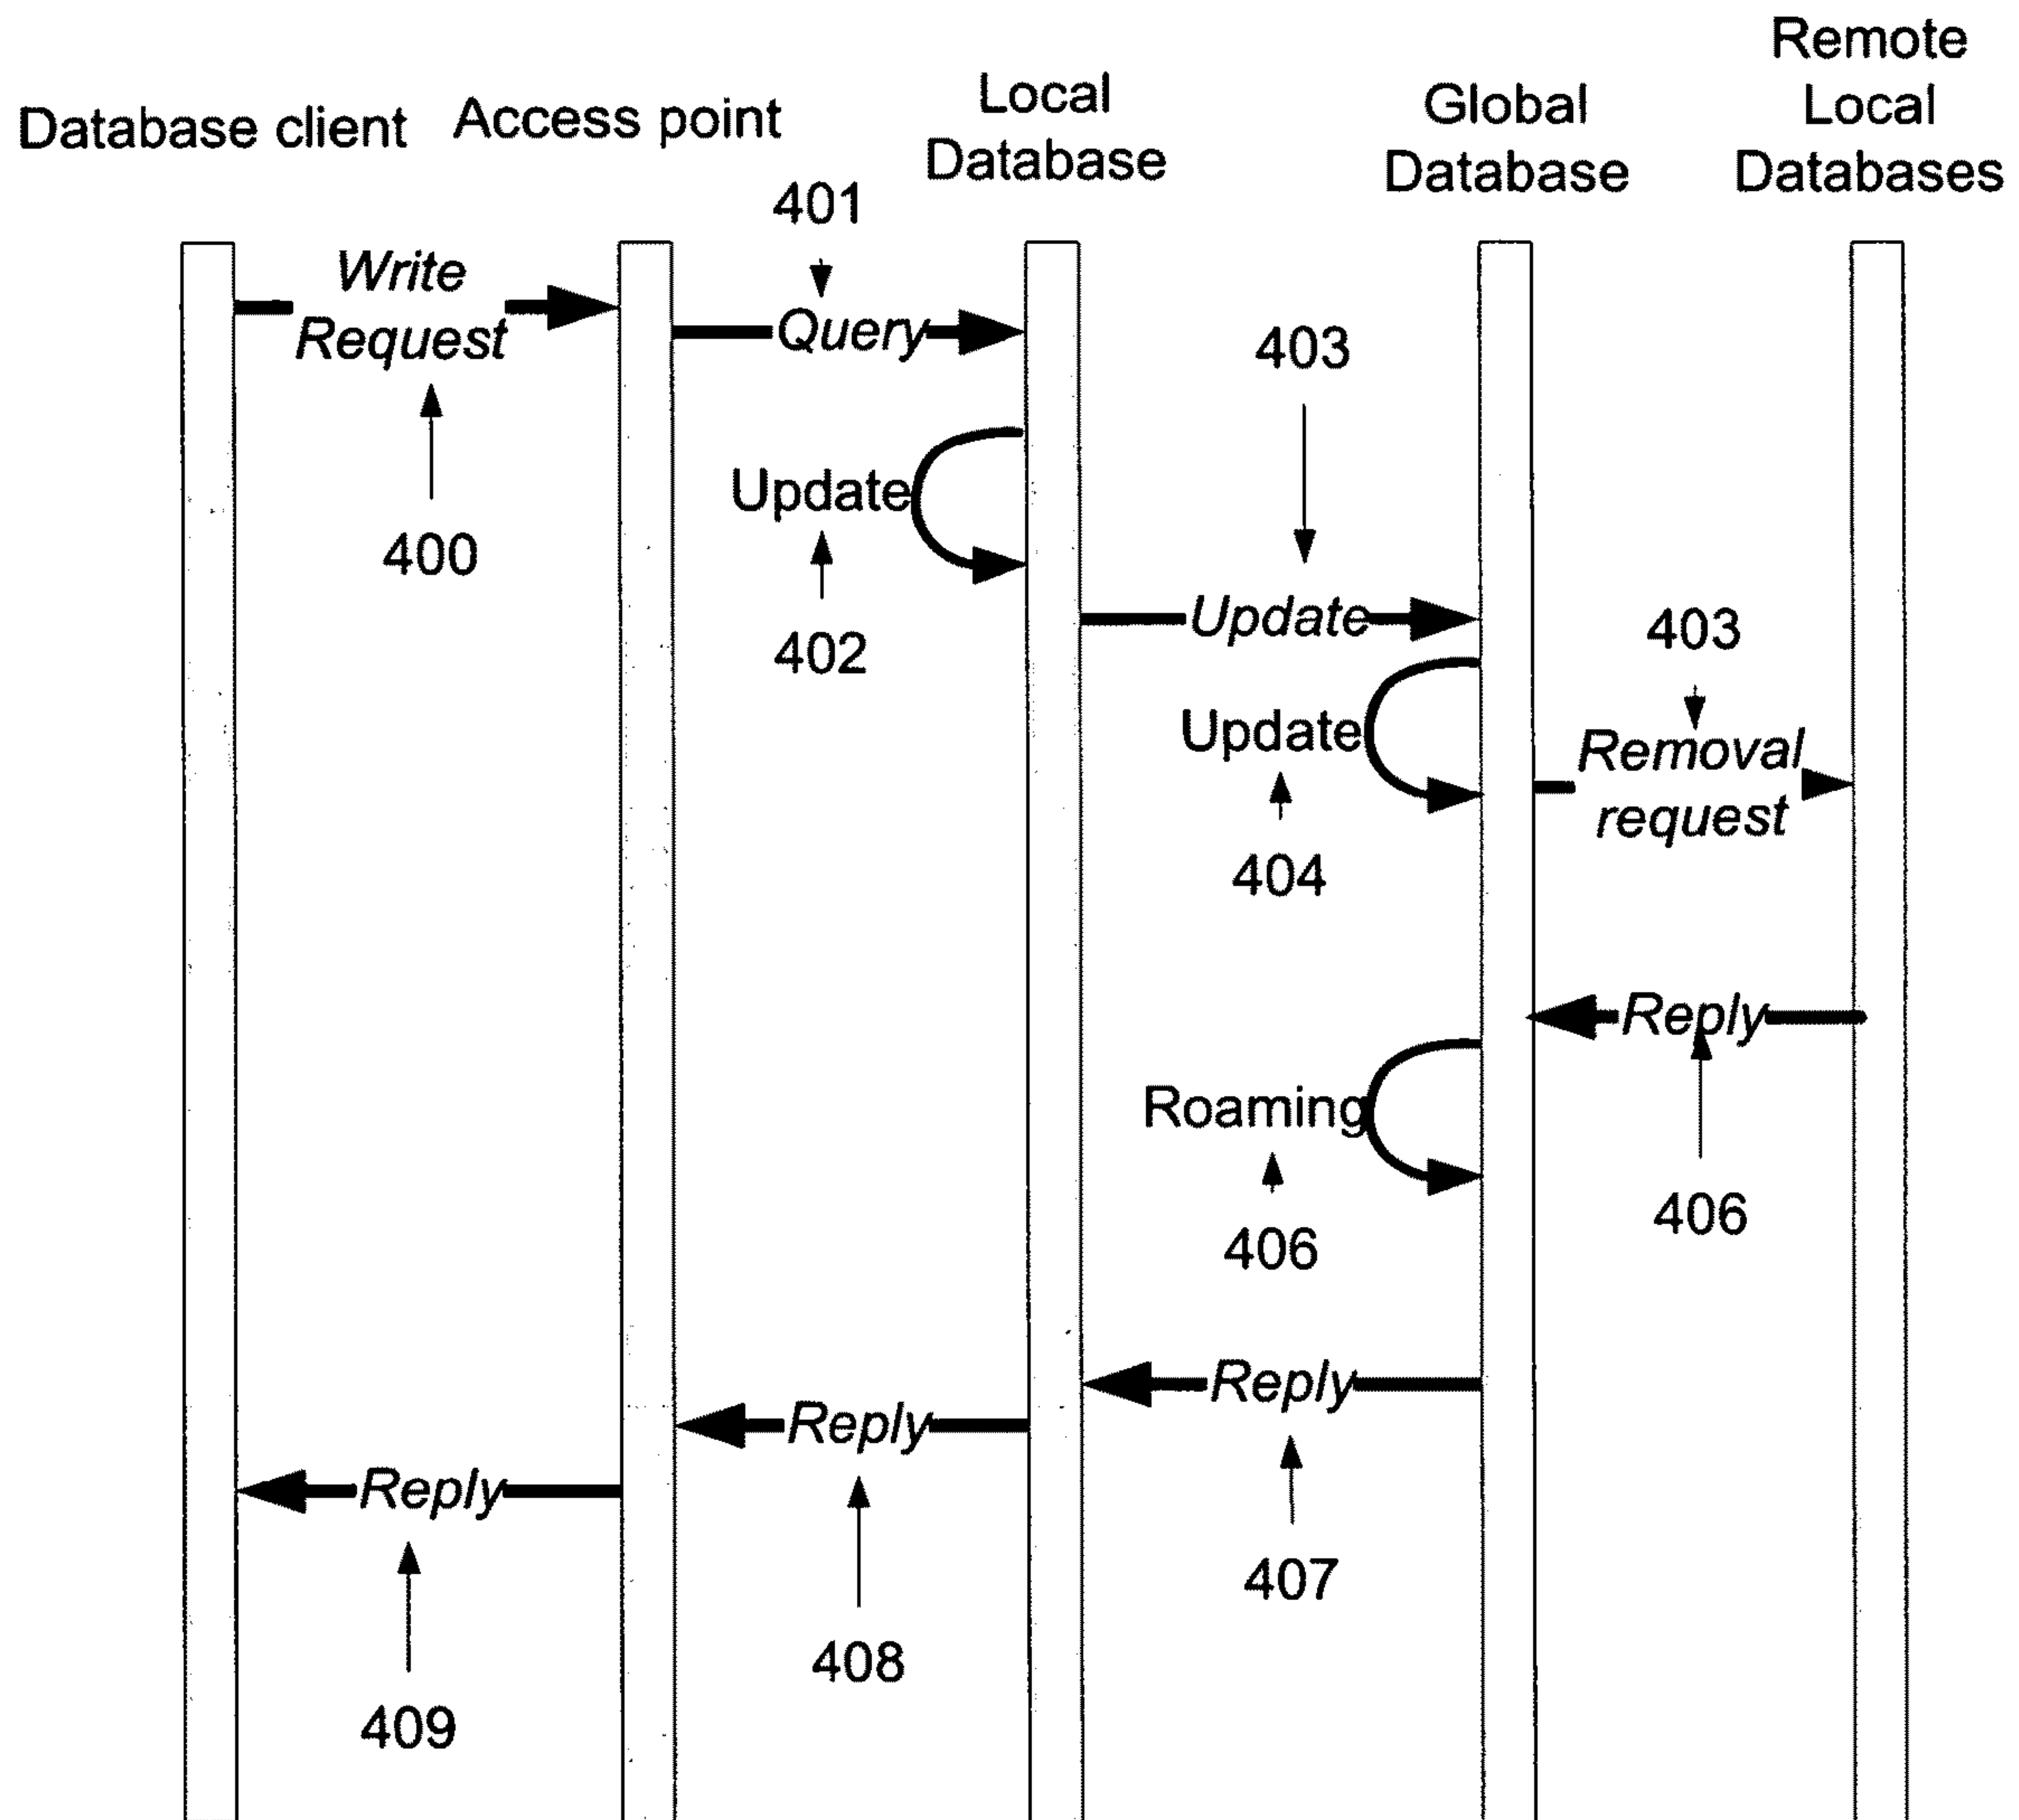 Database client
Access point
Local
Database
Global
Database
Remote
Local
Databases
401
Write
Request
Query
400
403
Update
402
Update
403
Update
Removal
request
404
Reply
Roaming
406
406
Reply
Reply
Reply
407
408
409